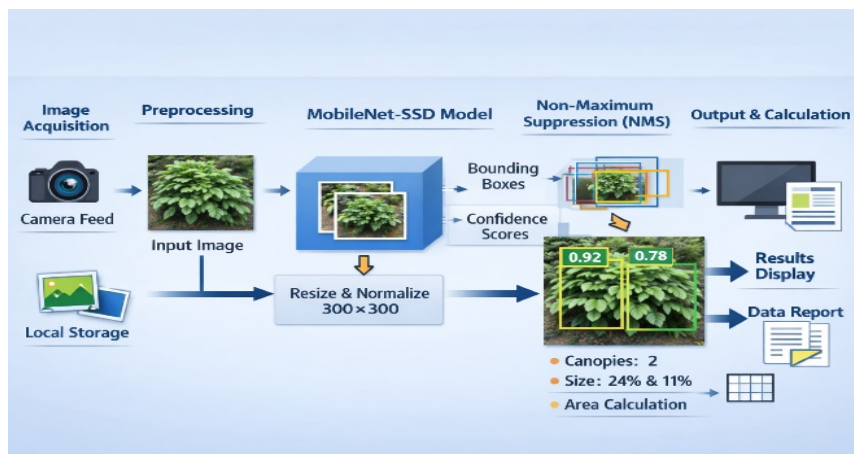 Image
Acquisition
Preprocessing
MobileNet-SSD Model
Non-Maximum
Suppression (NMS)
Output & Calculation
Camera Feed
Input Image
Bounding
Boxes
Confidence
Scores
Local Storage
Resize & Normalize
300×300
0.92
0.78
Results
Display
Data Report
Canopies: 2
Size: 24% & 11%
Area Calculation